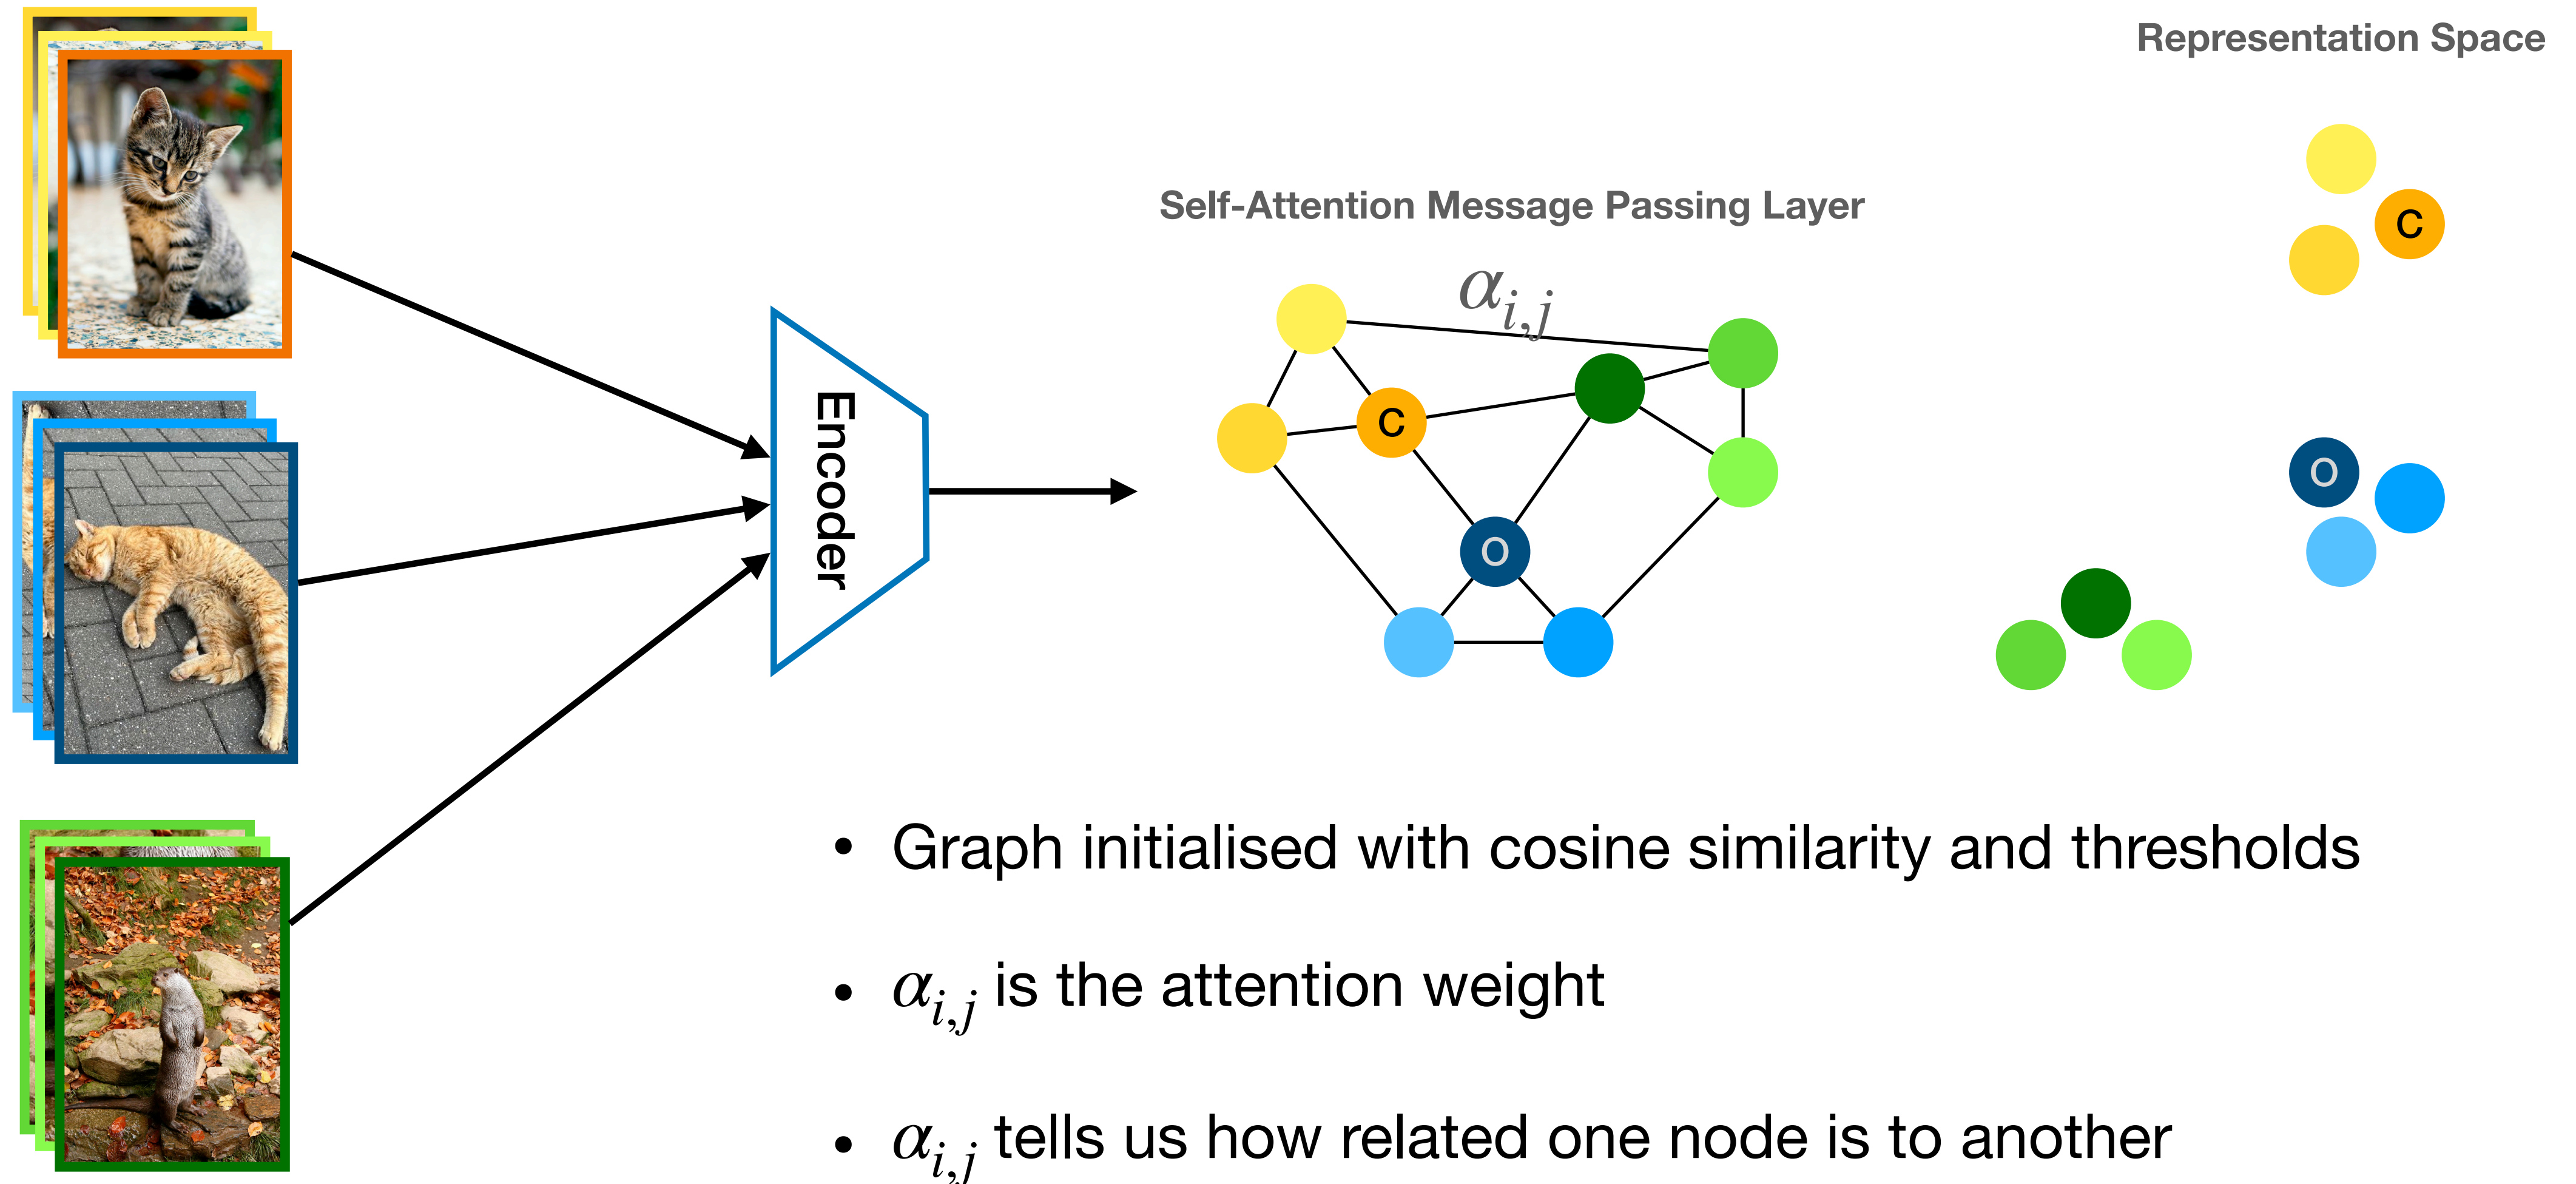 Representation Space
C
Self-Attention Message Passing Layer
αi,j
C
O
O
Encoder
• Graph initialised with cosine similarity and thresholds
• αi,j is the attention weight
• αi,j tells us how related one node is to another